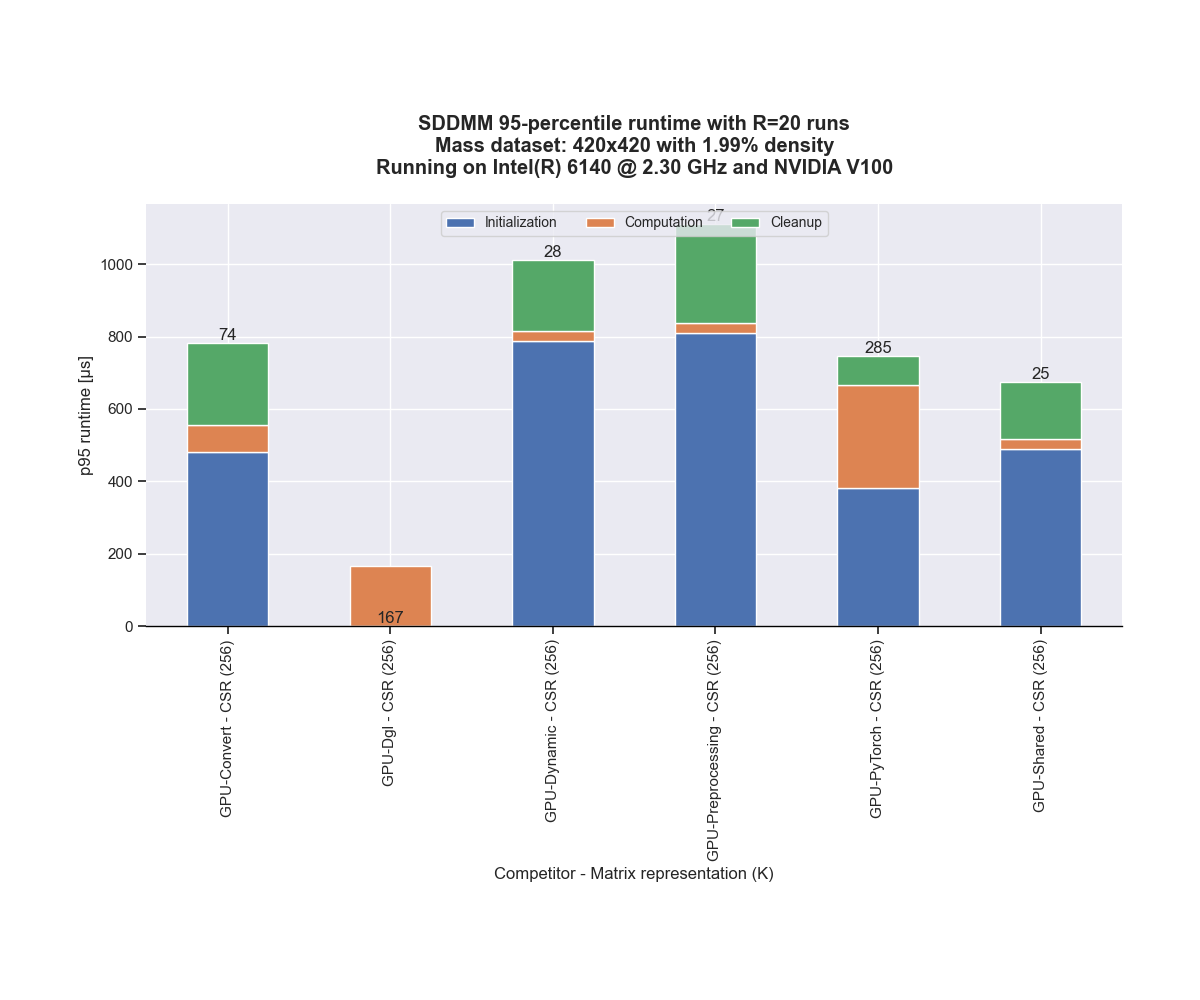 SDDMM 95-percentile runtime with R=20 runs
Mass dataset: 420x420 with 1.99% density
Running on Intel(R) 6140 @ 2.30 GHz and NVIDIA V100
Initialization
Computation
Cleanup
27
28
74
285
25
167
1000
800
600
400
200
0
p95 runtime [µs]
GPU-Convert - CSR (256)
GPU-Dgl - CSR (256)
GPU-Dynamic - CSR (256)
GPU-Preprocessing - CSR (256)
GPU-PyTorch - CSR (256)
GPU-Shared - CSR (256)
Competitor - Matrix representation (K)